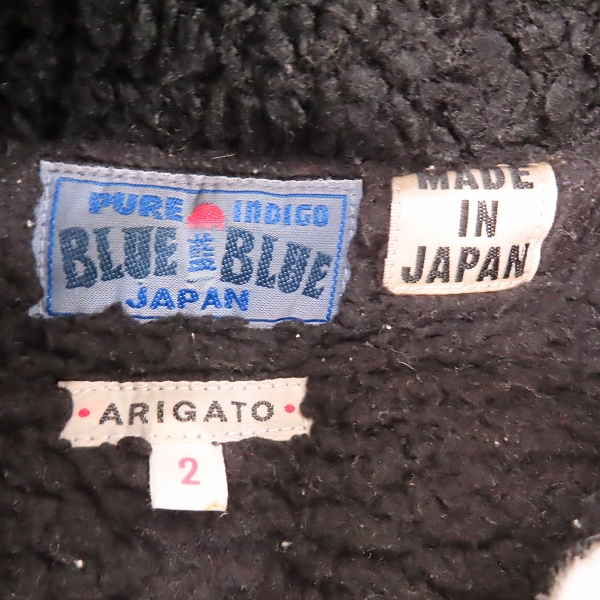 PURE INDIGO
BLUE BLUE
JAPAN
MADE
IN
JAPAN
• ARIGATO •
2